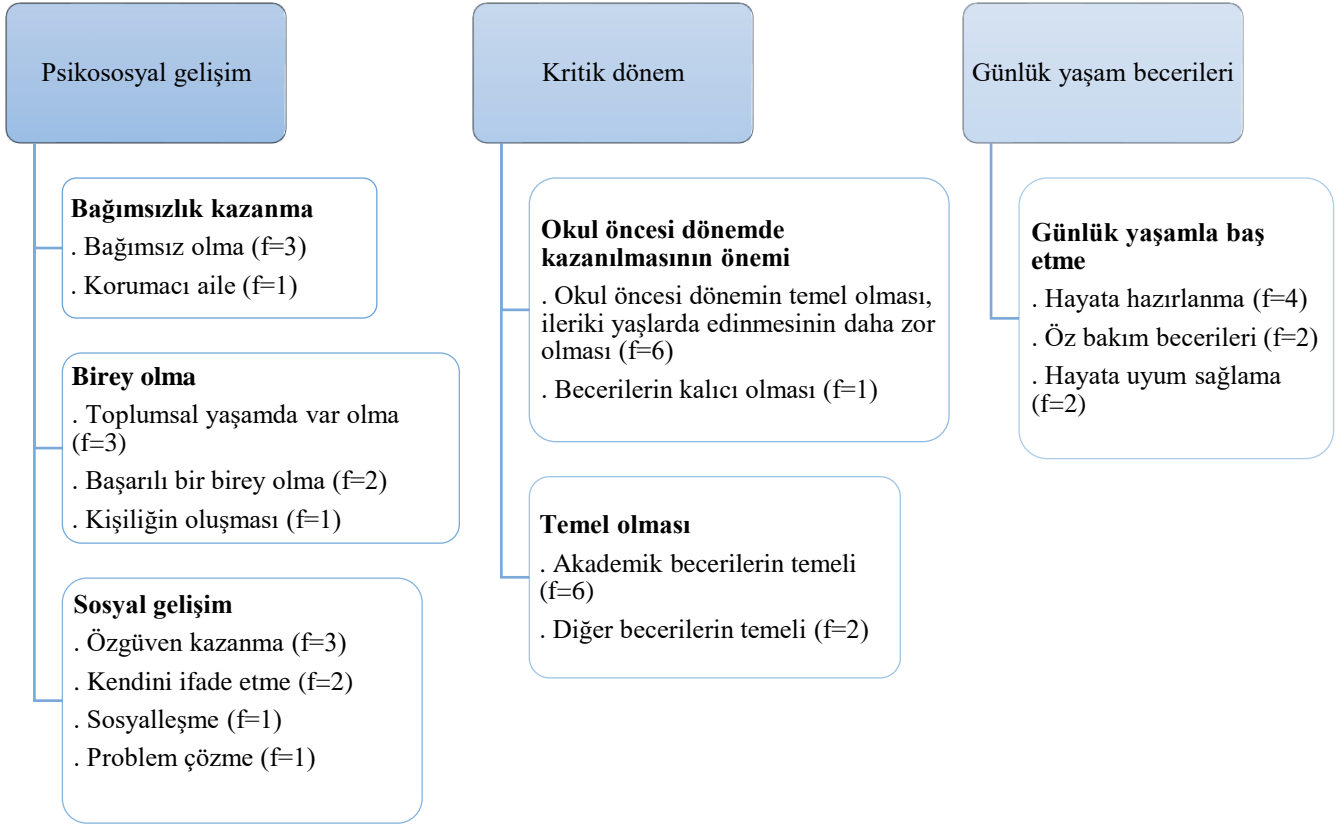 Psikososyal gelişim
Bağımsızlık kazanma
. Bağımsız olma (f=3)
. Korumacı aile (f=1)
Birey olma
. Toplumsal yaşamda var olma
(f=3)
. Başarılı bir birey olma (f=2)
. Kişiliğin oluşması (f=1)
Sosyal gelişim
. Özgüven kazanma (f=3)
. Kendini ifade etme (f=2)
. Sosyalleşme (f=1)
. Problem çözme (f=1)
Kritik dönem
Okul öncesi dönemde
kazanılmasının önemi
. Okul öncesi dönemin temel olması,
ileriki yaşlarda edinmesinin daha zor
olması (f=6)
. Becerilerin kalıcı olması (f=1)
Temel olması
. Akademik becerilerin temeli
(f=6)
. Diğer becerilerin temeli (f=2)
Günlük yaşam becerileri
Günlük yaşamla baş
etme
. Hayata hazırlanma (f=4)
. Öz bakım becerileri (f=2)
. Hayata uyum sağlama
(f=2)